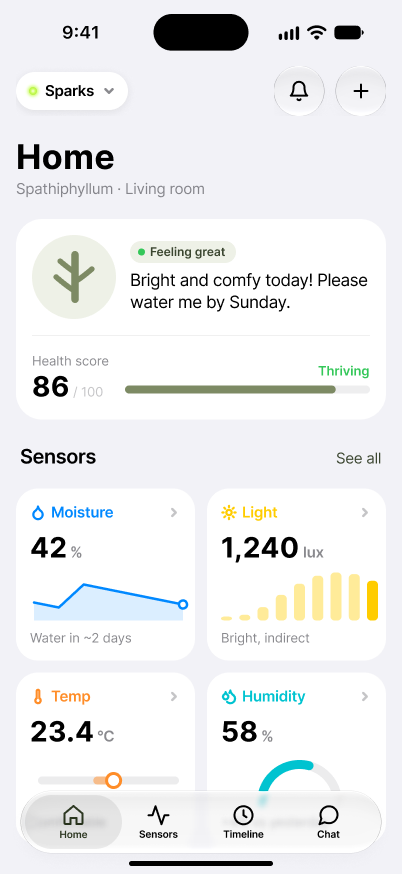 9:41
Sparks
Home
Spathiphyllum · Living room
Feeling great
Bright and comfy today! Please
water me by Sunday.
Health score
86 / 100
Thriving
Sensors
See all
Moisture
42 %
Water in ~2 days
Light
1,240 lux
Bright, indirect
Temp
23.4 °C
Humidity
58 %
Home
Sensors
Timeline
Chat